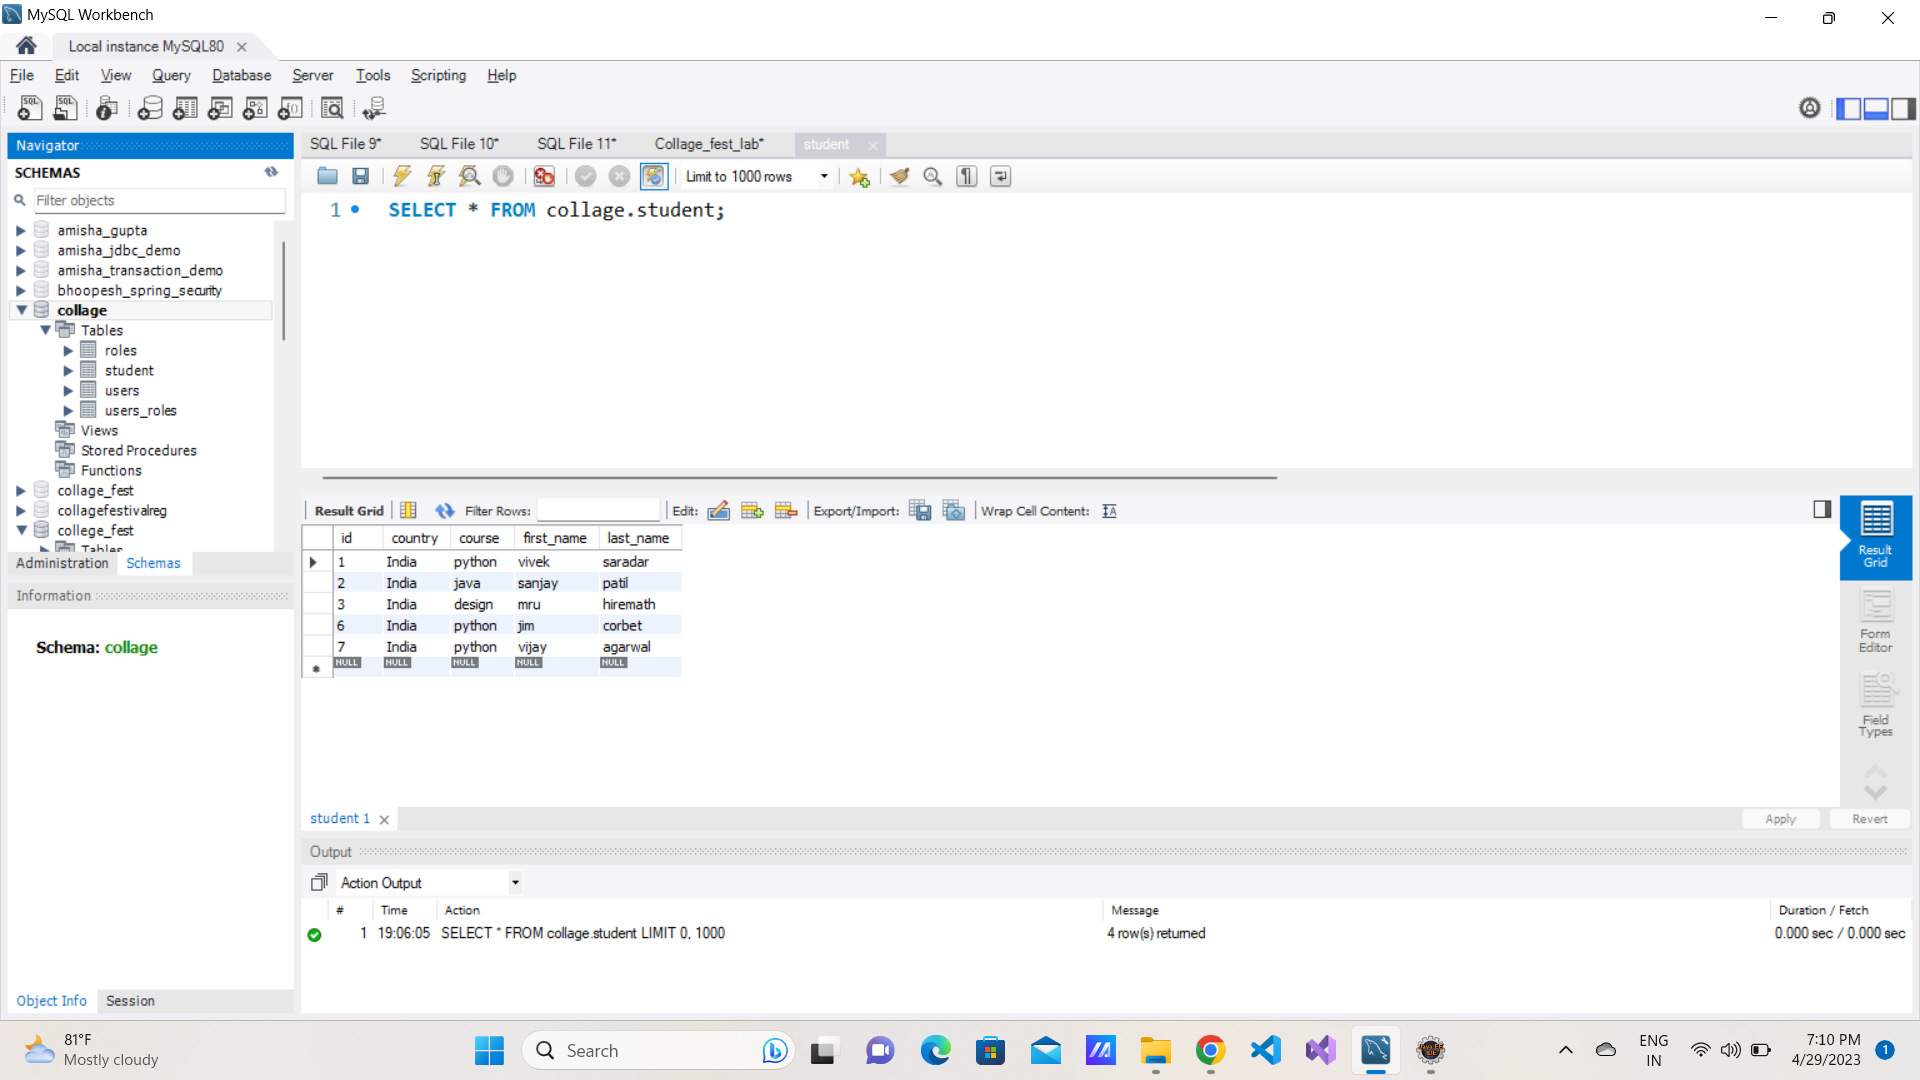 MySQL Workbench
Local instance MySQL80
File Edit View Query Database Server Tools Scripting Help
Navigator
SCHEMAS
Filter objects
amisha_gupta
amisha_jdbc_demo
amisha_transaction_demo
bhoopesh_spring_security
collage
Tables
roles
student
users
users_roles
Views
Stored Procedures
Functions
collage_fest
collagefestivalreg
college_fest
Tables
Administration Schemas
Information
Schema: collage
Object Info Session
SQL File 9* SQL File 10* SQL File 11* Collage_fest_lab* student
Limit to 1000 rows
1 SELECT * FROM collage.student;
Result Grid Filter Rows: Edit: Export/Import: Wrap Cell Content:
id country course first_name last_name
1 India python vivek saradar
2 India java sanjay patil
3 India design mru hiremath
6 India python jim corbet
7 India python vijay agarwal
NULL NULL NULL NULL NULL
Result
Grid
Form
Editor
Field
Types
student 1
Apply Revert
Output
Action Output
# Time Action Message Duration / Fetch
1 19:06:05 SELECT * FROM collage.student LIMIT 0, 1000 4 row(s) returned 0.000 sec / 0.000 sec
81°F
Mostly cloudy
Search
ENG
IN
7:10 PM
4/29/2023
1